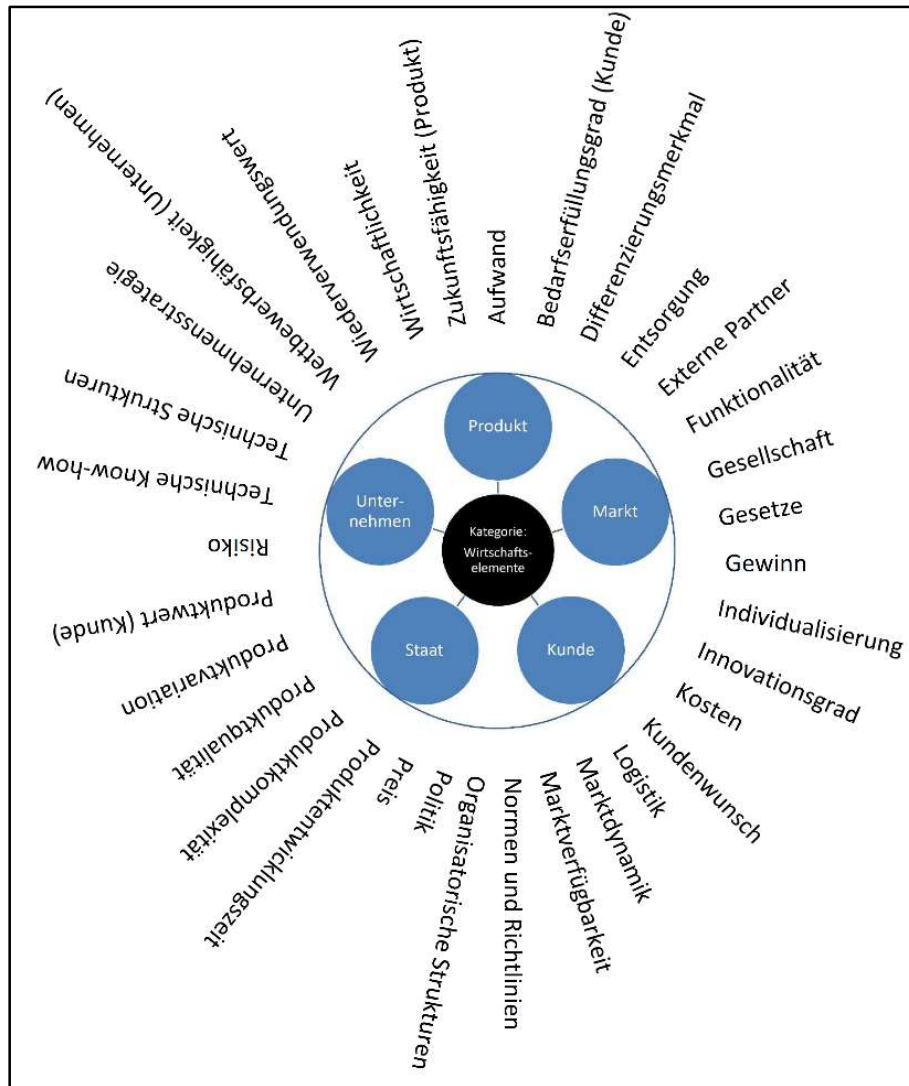 Kategorie:
Wirtschafts-
elemente
Produkt
Markt
Kunde
Staat
Unter-
nehmen
Aufwand
Bedarfserfüllungsgrad (Kunde)
Differenzierungsmerkmal
Entsorgung
Externe Partner
Funktionalität
Gesellschaft
Gesetze
Gewinn
Individualisierung
Innovationsgrad
Kosten
Kundenwunsch
Logistik
Marktdynamik
Marktverfügbarkeit
Normen und Richtlinien
Organisatorische Strukturen
Politik
Preis
Produktentwicklungszeit
Produktkomplexität
Produktqualität
Produktvariation
Produktwert (Kunde)
Risiko
Technische Know-how
Technische Strukturen
Unternehmensstrategie
Wettbewerbsfähigkeit (Unternehmen)
Wiederverwendungswert
Wirtschaftlichkeit
Zukunftsfähigkeit (Produkt)